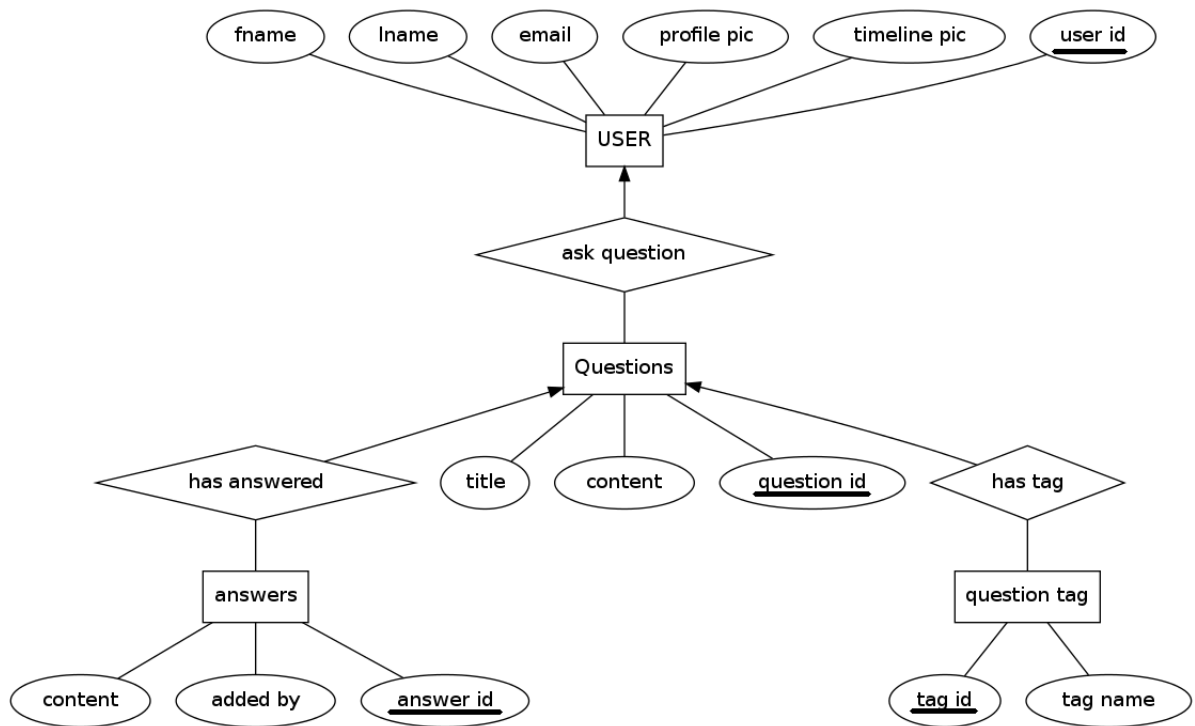 fname
lname
email
profile pic
timeline pic
user id
USER
ask question
Questions
has answered
title
content
question id
has tag
answers
question tag
content
added by
answer id
tag id
tag name